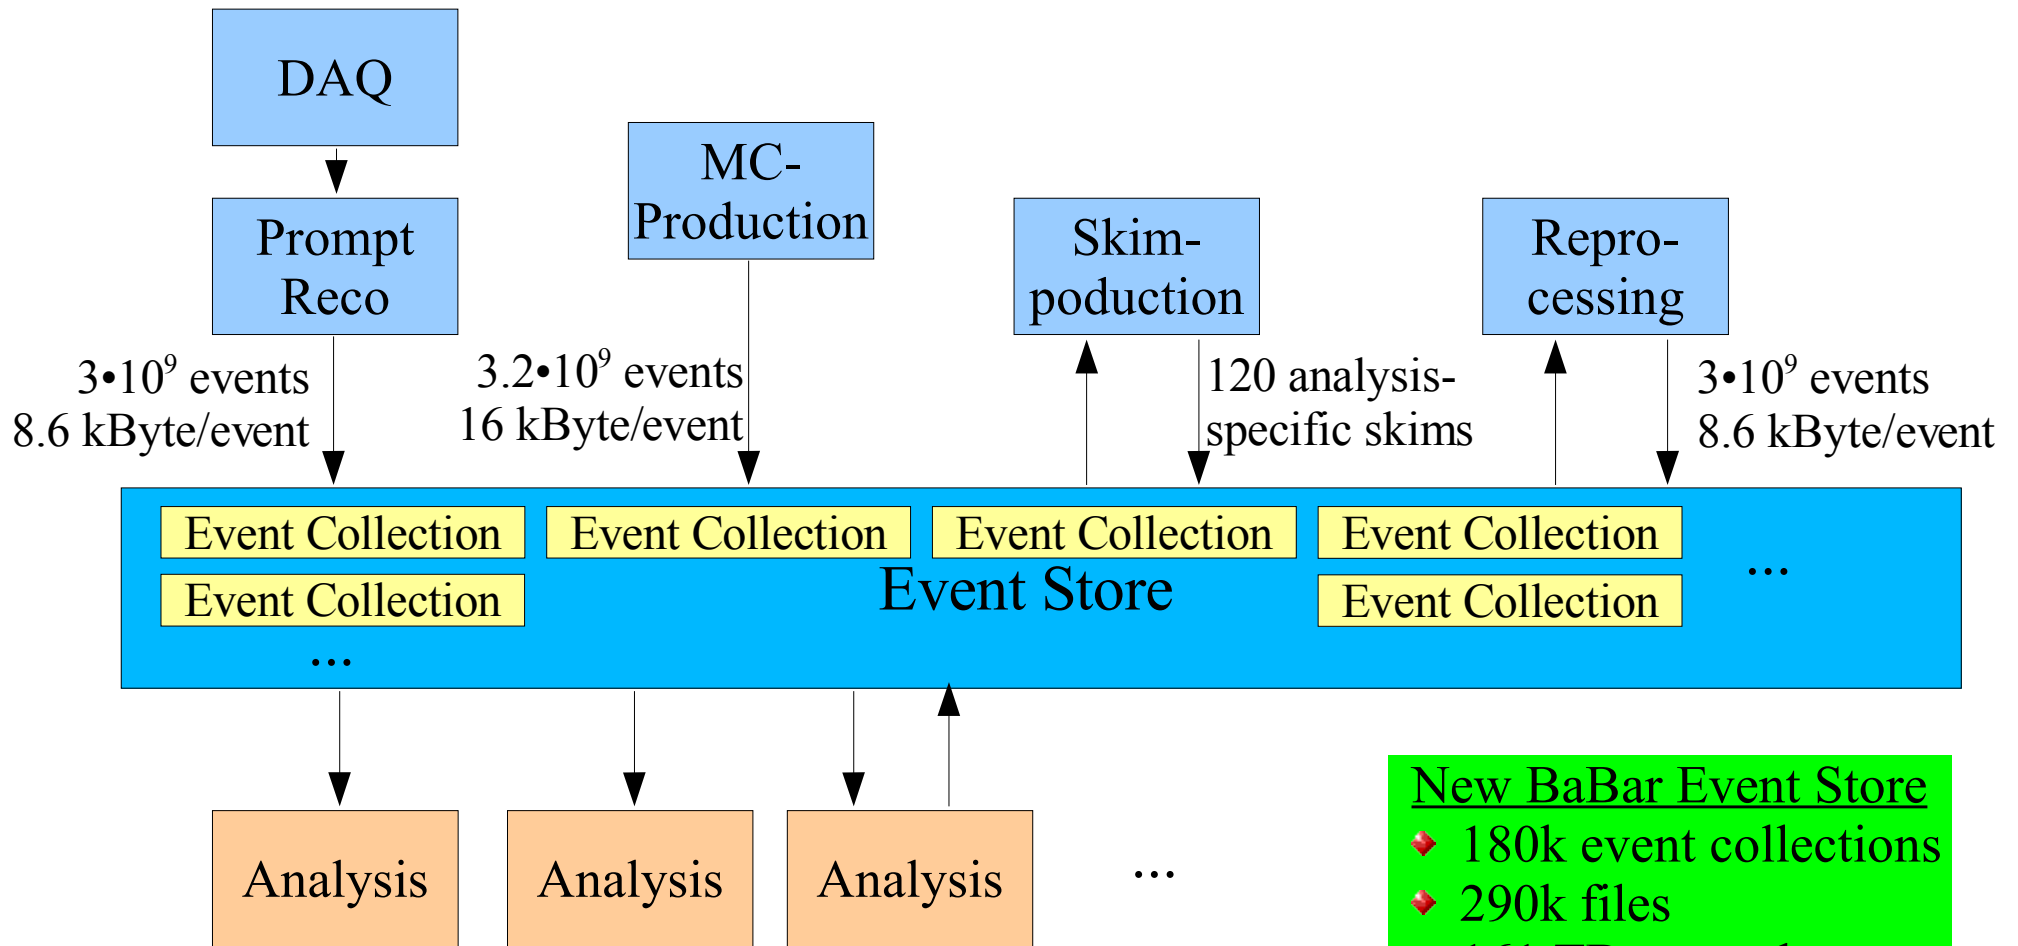 DAQ
MC-
Production
Prompt
Reco
Skim-
poduction
Repro-
cessing
3•10⁹ events
8.6 kByte/event
3.2•10⁹ events
16 kByte/event
120 analysis-
specific skims
3•10⁹ events
8.6 kByte/event
Event Collection
Event Collection
Event Collection
Event Collection
...
Event Collection
Event Store
Event Collection
...
Analysis
Analysis
Analysis
...
New BaBar Event Store
180k event collections
290k files